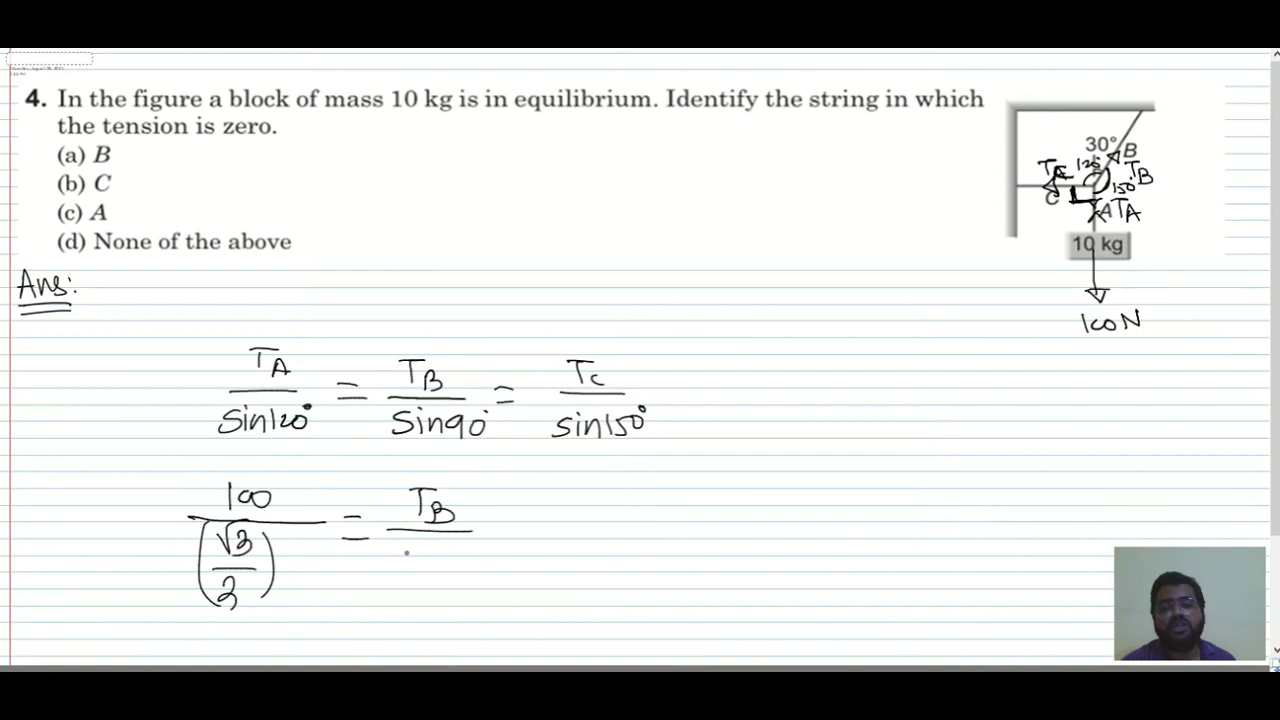 4. In the figure a block of mass 10 kg is in equilibrium. Identify the string in which
the tension is zero.
(a) B
(b) C
(c) A
(d) None of the above
30°
B
TB
120
150°
C
A TA
10 kg
100N
Ans:
TA / sin120° = TB / sin90° = TC / sin150°
100 / (√3 / 2) = TB